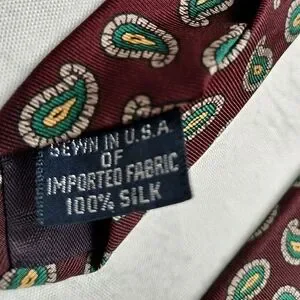 SEWN IN U.S.A.
OF
IMPORTED FABRIC
100% SILK